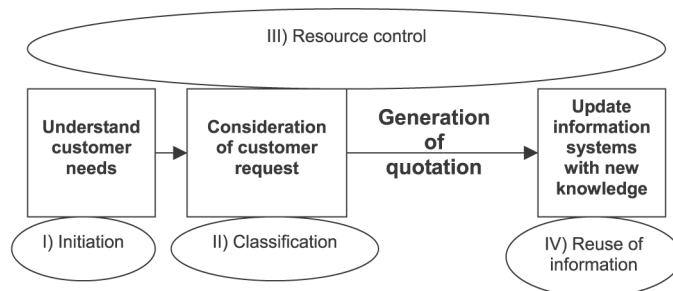 III) Resource control
Understand
customer
needs
Consideration
of customer
request
Generation
of
quotation
Update
information
systems
with new
knowledge
I) Initiation
II) Classification
IV) Reuse of
information